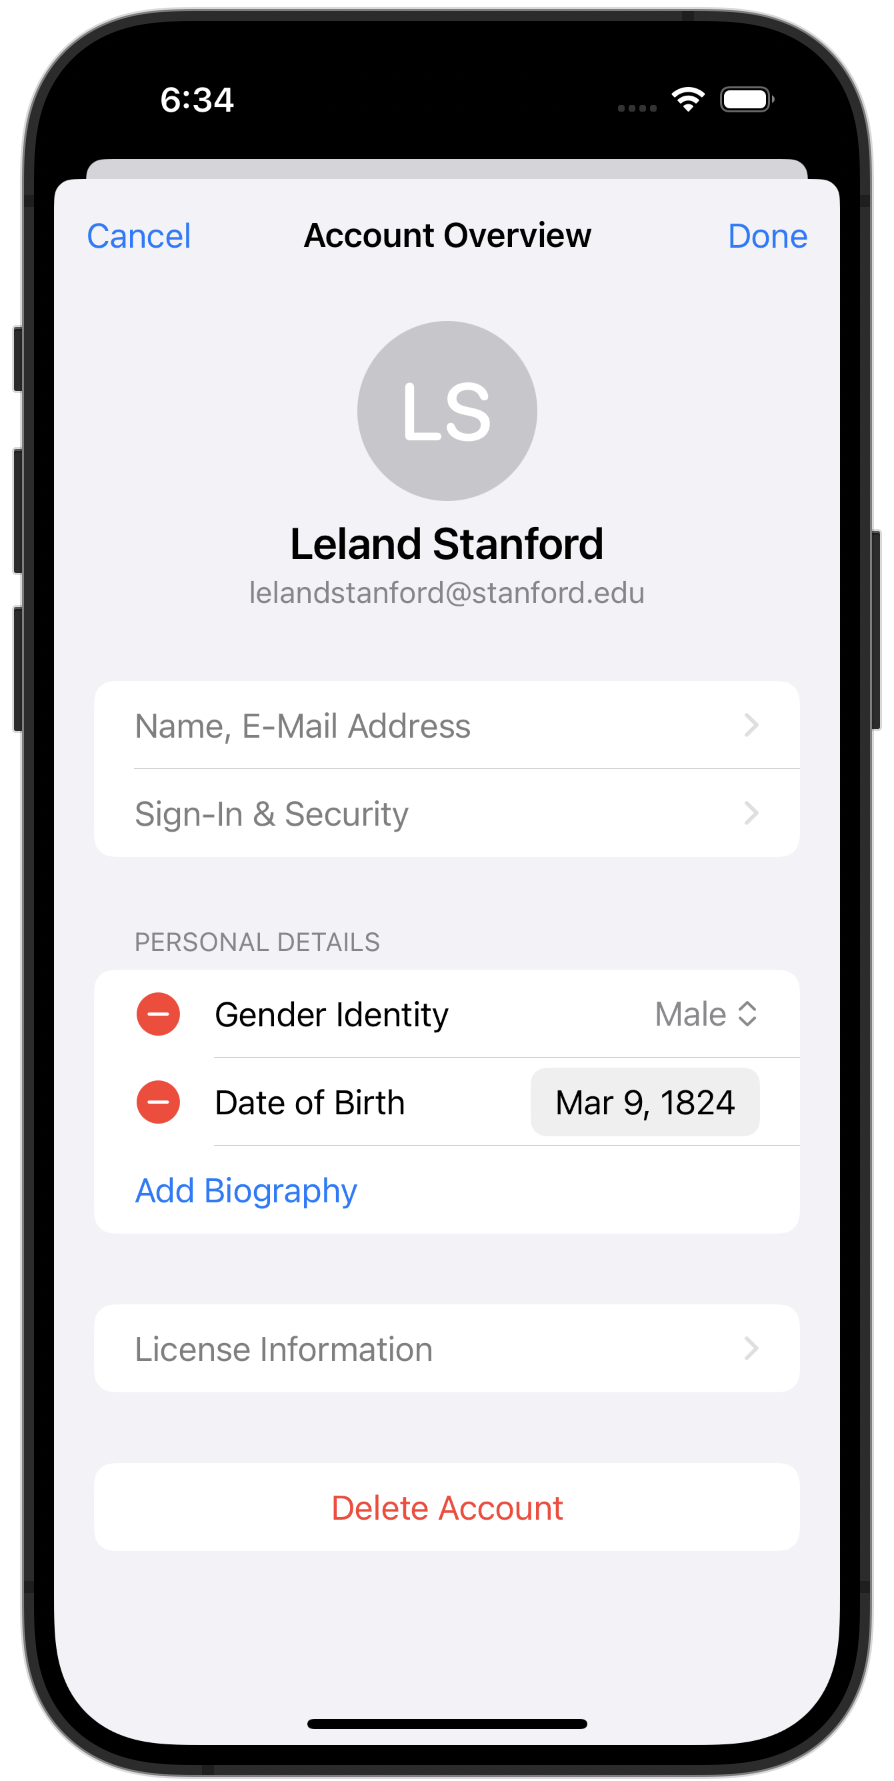 6:34
Cancel Account Overview Done
LS
Leland Stanford
lelandstanford@stanford.edu
Name, E-Mail Address
Sign-In & Security
PERSONAL DETAILS
Gender Identity Male
Date of Birth Mar 9, 1824
Add Biography
License Information
Delete Account